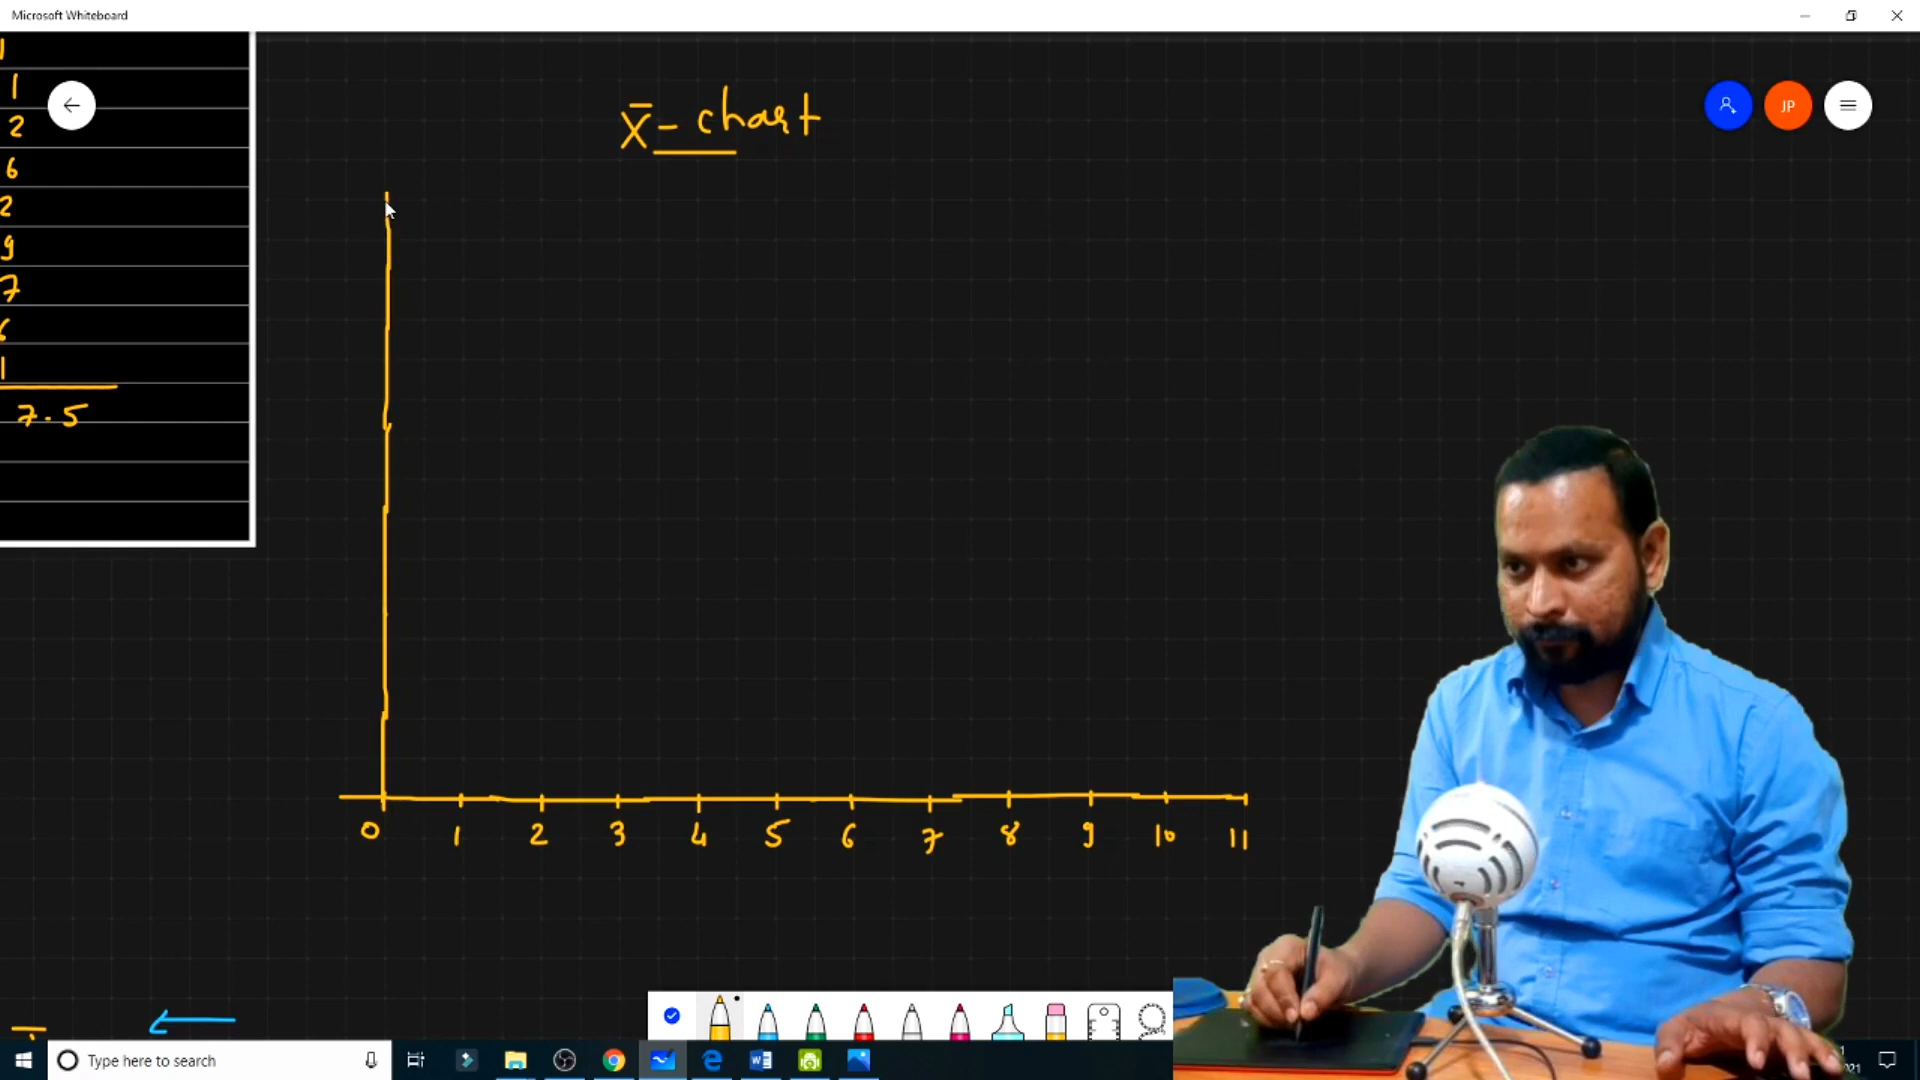 Microsoft Whiteboard
1
1
2
6
2
9
7
6
1
7.5
JP
X̄ - chart
0 1 2 3 4 5 6 7 8 9 10 11
Type here to search